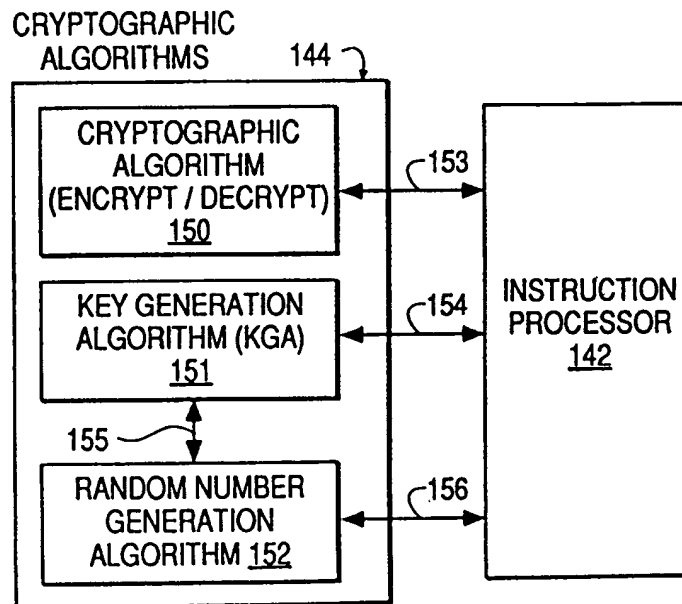 CRYPTOGRAPHIC
ALGORITHMS
144
CRYPTOGRAPHIC
ALGORITHM
(ENCRYPT / DECRYPT)
150
153
KEY GENERATION
ALGORITHM (KGA)
151
154
INSTRUCTION
PROCESSOR
142
155
RANDOM NUMBER
GENERATION
ALGORITHM 152
156